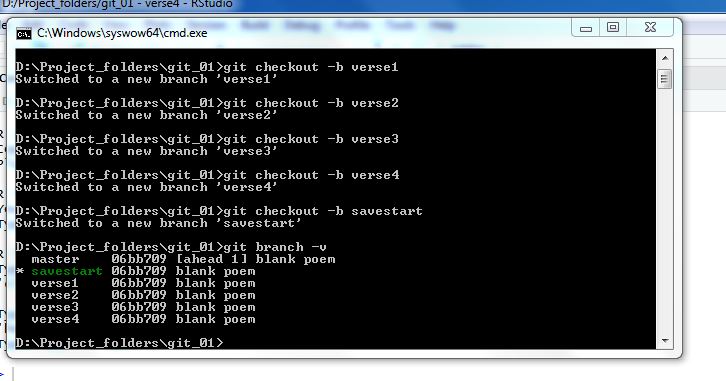 D:/Project_folders/git_01 - verse4 - RStudio
C:\Windows\syswow64\cmd.exe
D:\Project_folders\git_01>git checkout -b verse1
Switched to a new branch 'verse1'
D:\Project_folders\git_01>git checkout -b verse2
Switched to a new branch 'verse2'
D:\Project_folders\git_01>git checkout -b verse3
Switched to a new branch 'verse3'
D:\Project_folders\git_01>git checkout -b verse4
Switched to a new branch 'verse4'
D:\Project_folders\git_01>git checkout -b savestart
Switched to a new branch 'savestart'
D:\Project_folders\git_01>git branch -v
master 06bb709 [ahead 1] blank poem
* savestart 06bb709 blank poem
verse1 06bb709 blank poem
verse2 06bb709 blank poem
verse3 06bb709 blank poem
verse4 06bb709 blank poem
D:\Project_folders\git_01>
>